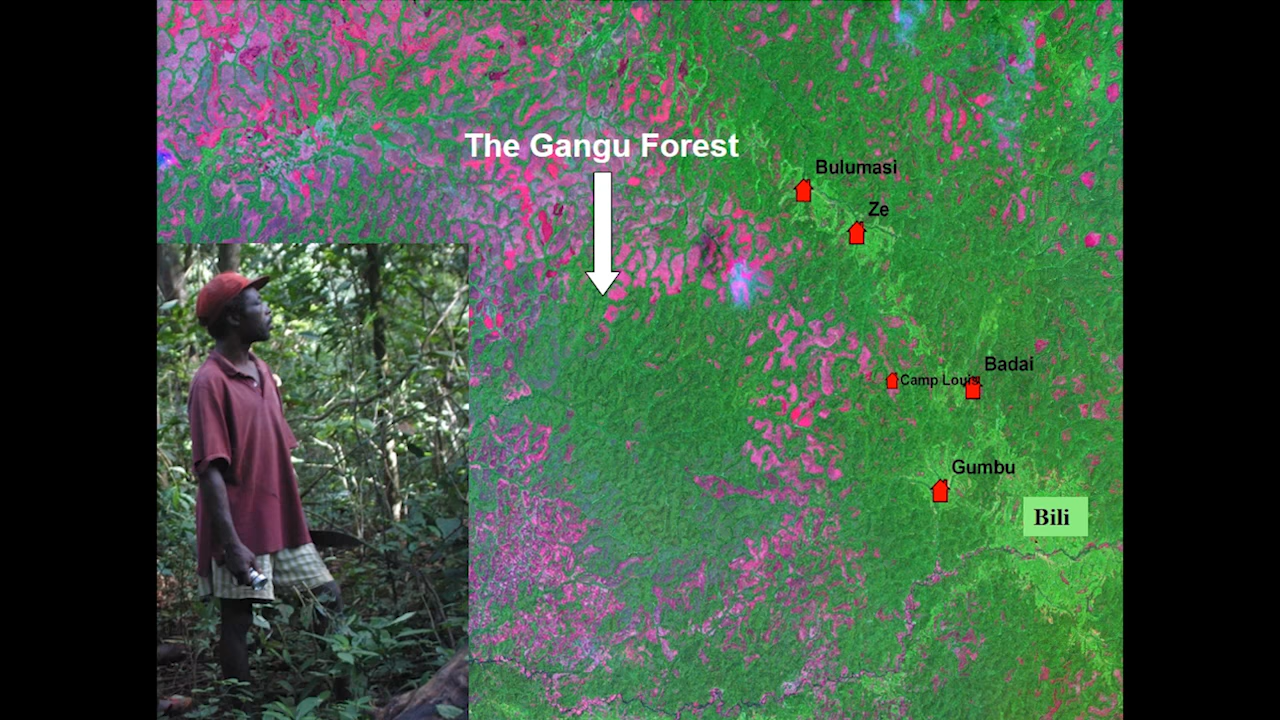 The Gangu Forest
Bulumasi
Ze
Badai
Camp Louis
Gumbu
Bili